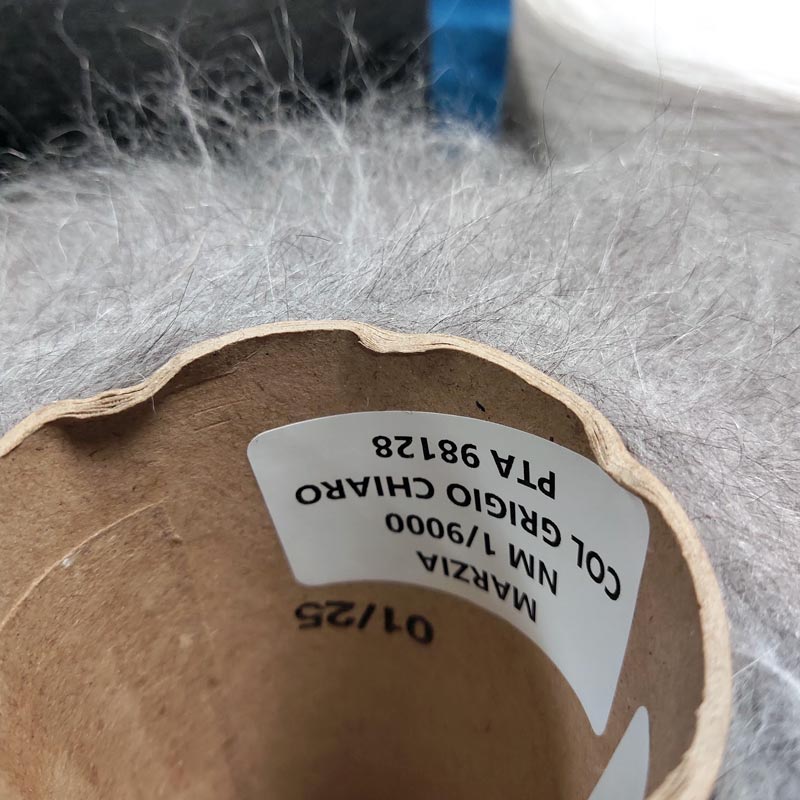 MARZIA
NM 1/9000
COL GRIGIO CHIARO
PTA 98128
01/25